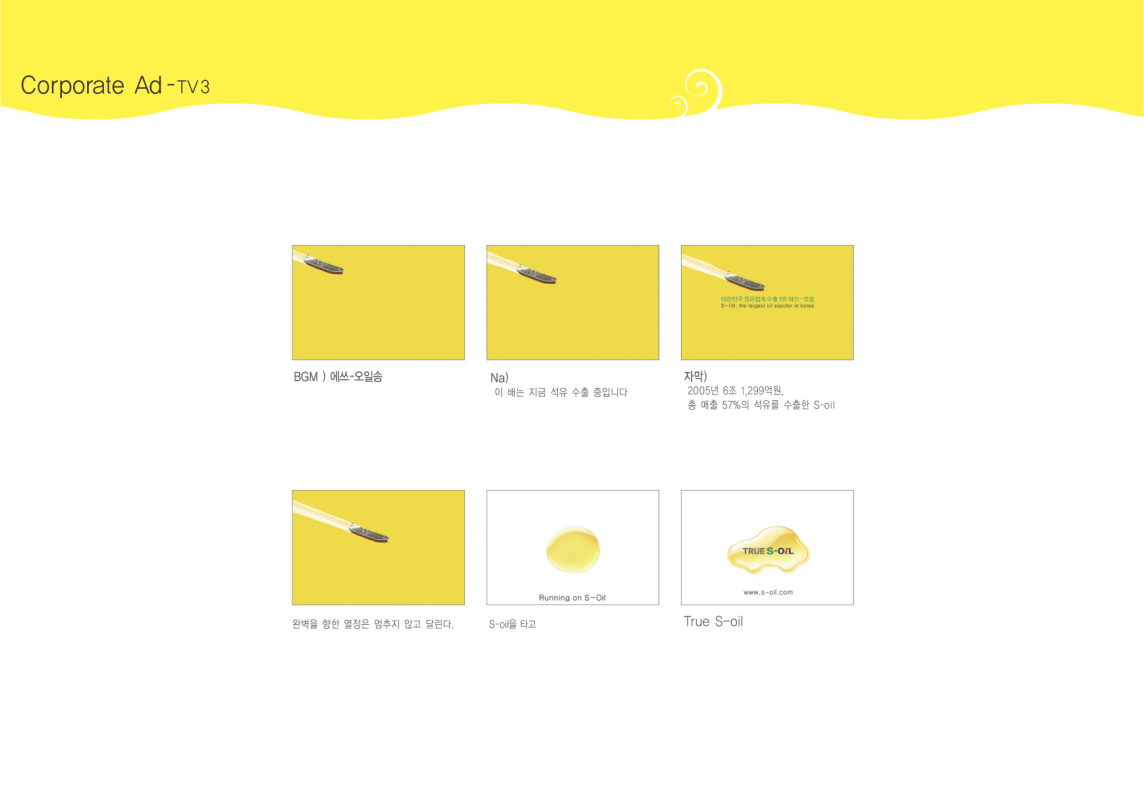 Corporate Ad -TV3
대한민국 정유업계 수출 1위 에쓰-오일
S-Oil, the largest oil expoter in korea
BGM ) 에쓰-오일송
Na)
이 배는 지금 석유 수출 중입니다
자막)
2005년 6조 1,299억원,
총 매출 57%의 석유를 수출한 S-oil
Running on S-Oil
TRUE S-OIL
www.s-oil.com
완벽을 향한 열정은 멈추지 않고 달린다.
S-oil을 타고
True S-oil